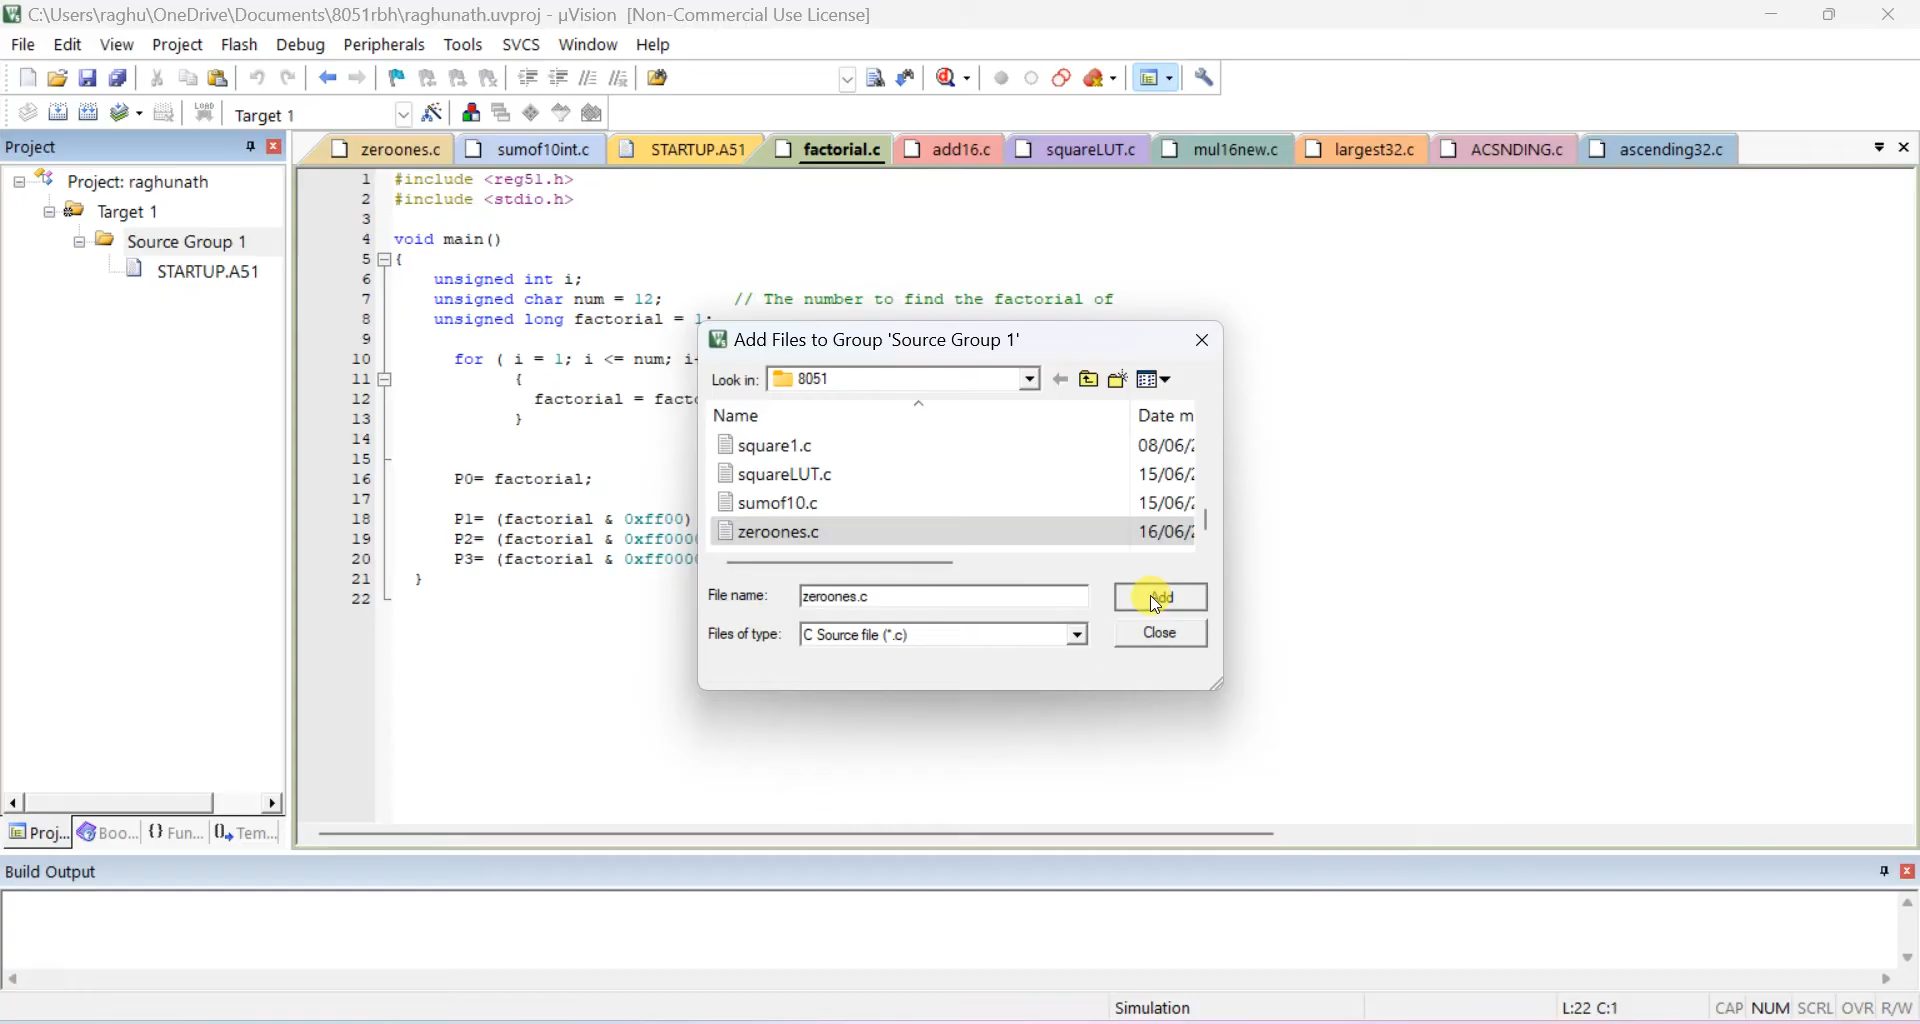 C:\Users\raghu\OneDrive\Documents\8051rbh\raghunath.uvproj - µVision [Non-Commercial Use License]
File Edit View Project Flash Debug Peripherals Tools SVCS Window Help
LOAD Target 1
Project
zeroones.c sumof10int.c STARTUP.A51 factorial.c add16.c squareLUT.c mul16new.c largest32.c ACSNDING.c ascending32.c
Project: raghunath
Target 1
Source Group 1
STARTUP.A51
1 #include <reg51.h>
2 #include <stdio.h>
3
4 void main()
5 {
6 unsigned int i;
7 unsigned char num = 12; // The number to find the factorial of
8 unsigned long factorial = 1;
9
10 for ( i = 1; i <= num; i
11 {
12 factorial = fact
13 }
14
15
16 P0= factorial;
17
18 P1= (factorial & 0xff00)
19 P2= (factorial & 0xff000
20 P3= (factorial & 0xff000
21 }
22
Add Files to Group 'Source Group 1'
Look in: 8051
Name Date m
square1.c 08/06/
squareLUT.c 15/06/
sumof10.c 15/06/
zeroones.c 16/06/
File name: zeroones.c Add
Files of type: C Source file (*.c) Close
Proj... Boo... {} Fun... 0 Tem...
Build Output
Simulation L:22 C:1 CAP NUM SCRL OVR R/W